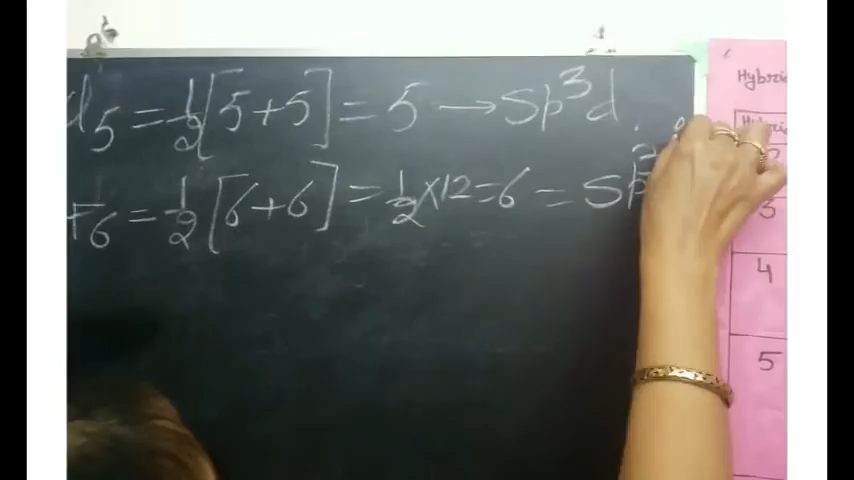 l5 = 1/2 [5+5] = 5 → sp³d
F6 = 1/2 [6+6] = 1/2 ×12 = 6 = sp
Hybri
Hybri
3
4
5